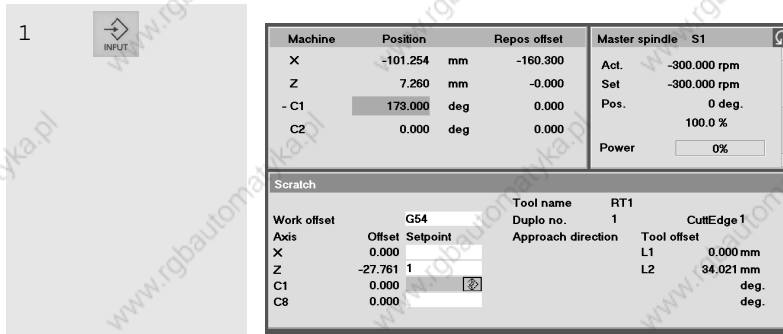 1
INPUT
Machine Position Repos offset
X -101.254 mm -160.300
Z 7.260 mm -0.000
- C1 173.000 deg 0.000
C2 0.000 deg 0.000
Master spindle S1
Act. -300.000 rpm
Set -300.000 rpm
Pos. 0 deg.
100.0 %
Power 0%
Scratch
Tool name RT1
Work offset G54 Duplo no. 1 CuttEdge 1
Axis Offset Setpoint Approach direction Tool offset
X 0.000 L1 0.000 mm
Z -27.761 1 L2 34.021 mm
C1 0.000 deg.
C8 0.000 deg.
www.rgbautomatyka.pl